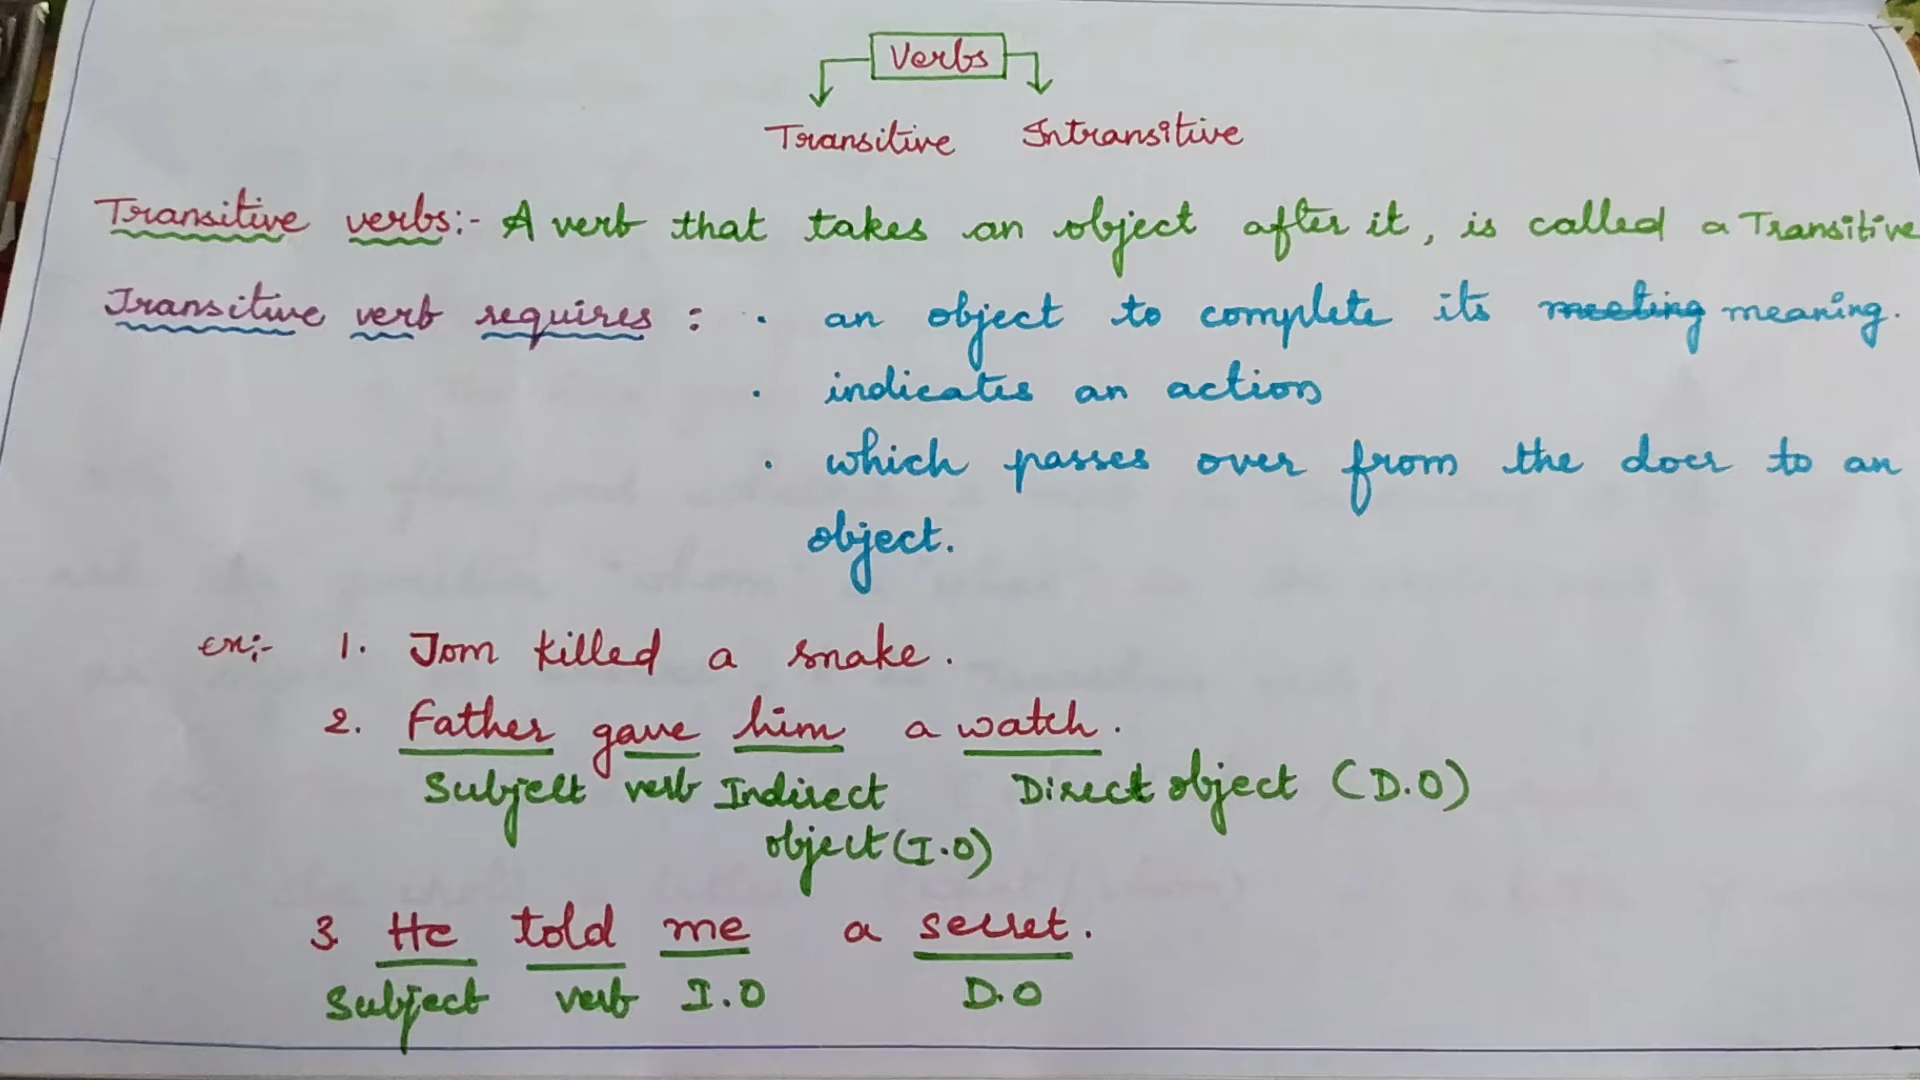 Verbs
Transitive Intransitive
Transitive verbs:- A verb that takes an object after it, is called a Transitive
Transitive verb requires : • an object to complete its meeting meaning.
• indicates an action
• which passes over from the doer to an
object.
ex:- 1. Tom killed a snake.
2. Father gave him a watch.
Subject verb Indirect Direct object (D.O)
object (I.O)
3. He told me a secret.
Subject verb I.O D.O